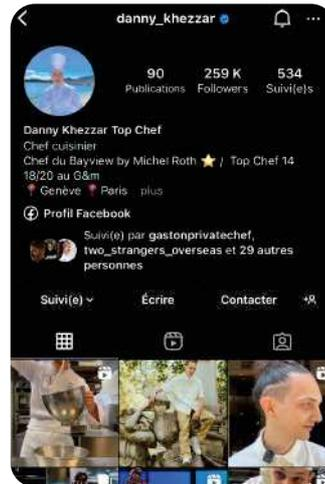 danny_khezzar
90
259 K
534
Publications
Followers
Suivi(e)s
Danny Khezzar Top Chef
Chef cuisinier
Chef du Bayview by Michel Roth ⭐ / Top Chef 14
18/20 au G&m
📍Genève 📍Paris plus
Profil Facebook
Suivi(e) par gastonprivatechef,
two_strangers_overseas et 29 autres
personnes
Suivi(e)
Écrire
Contacter